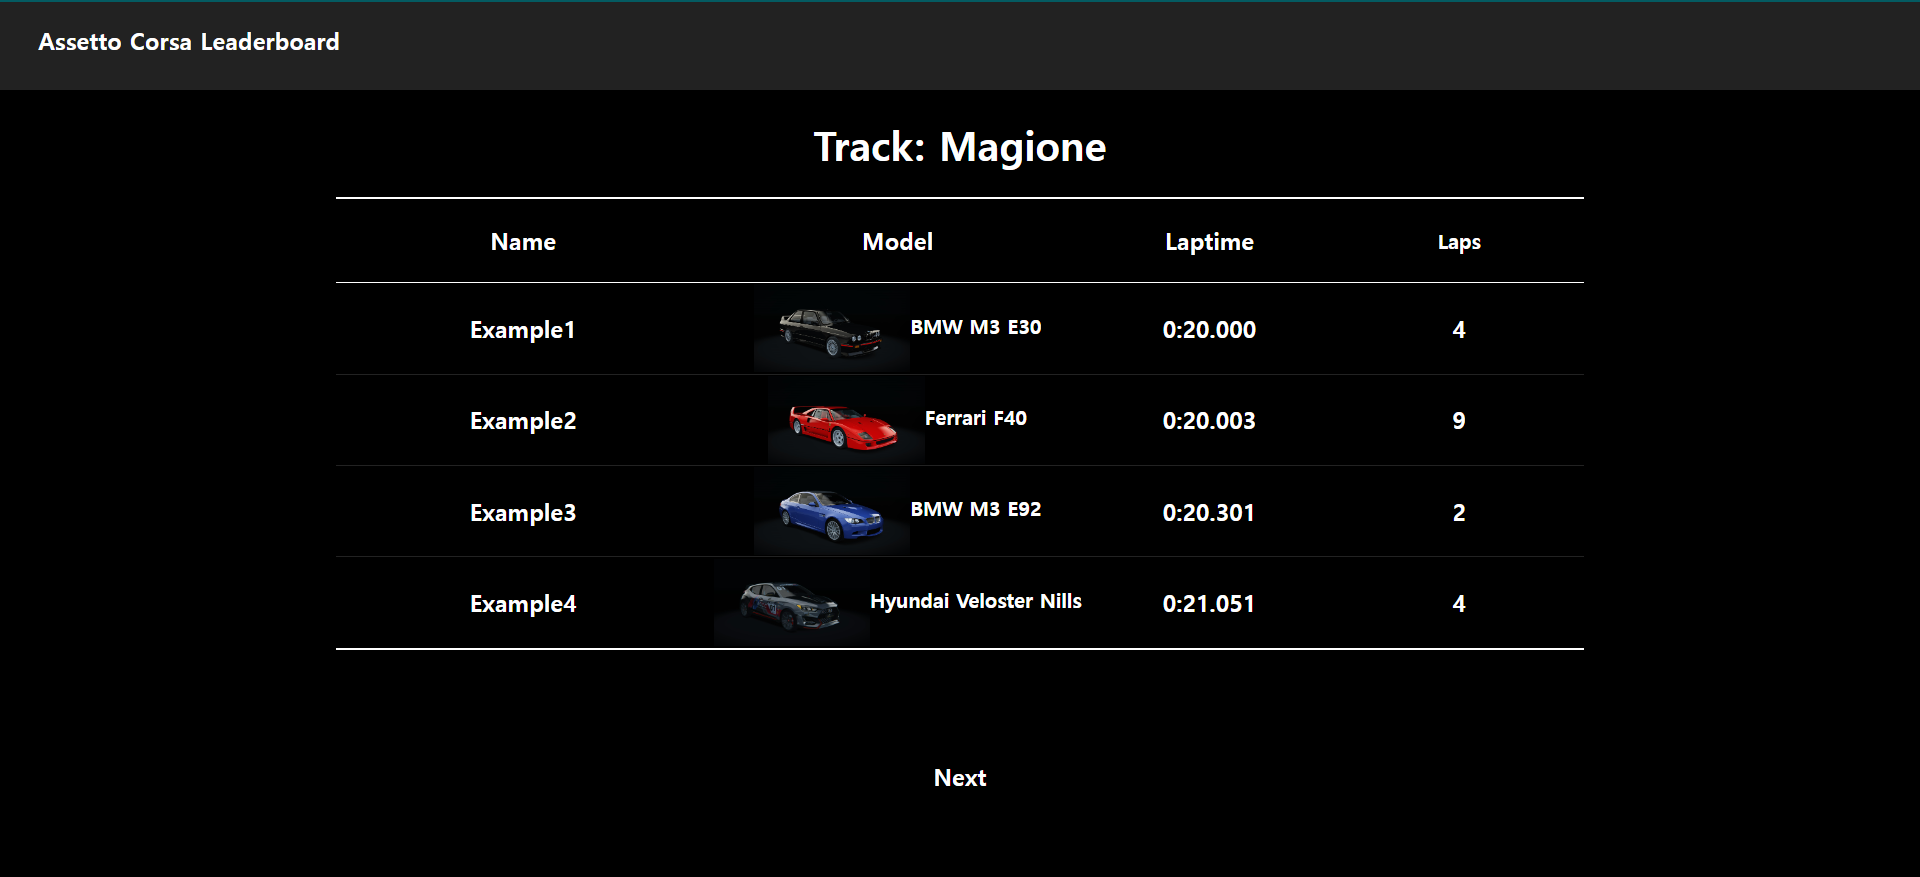 Assetto Corsa Leaderboard
Track: Magione
Name Model Laptime Laps
Example1 BMW M3 E30 0:20.000 4
Example2 Ferrari F40 0:20.003 9
Example3 BMW M3 E92 0:20.301 2
Example4 Hyundai Veloster Nills 0:21.051 4
Next